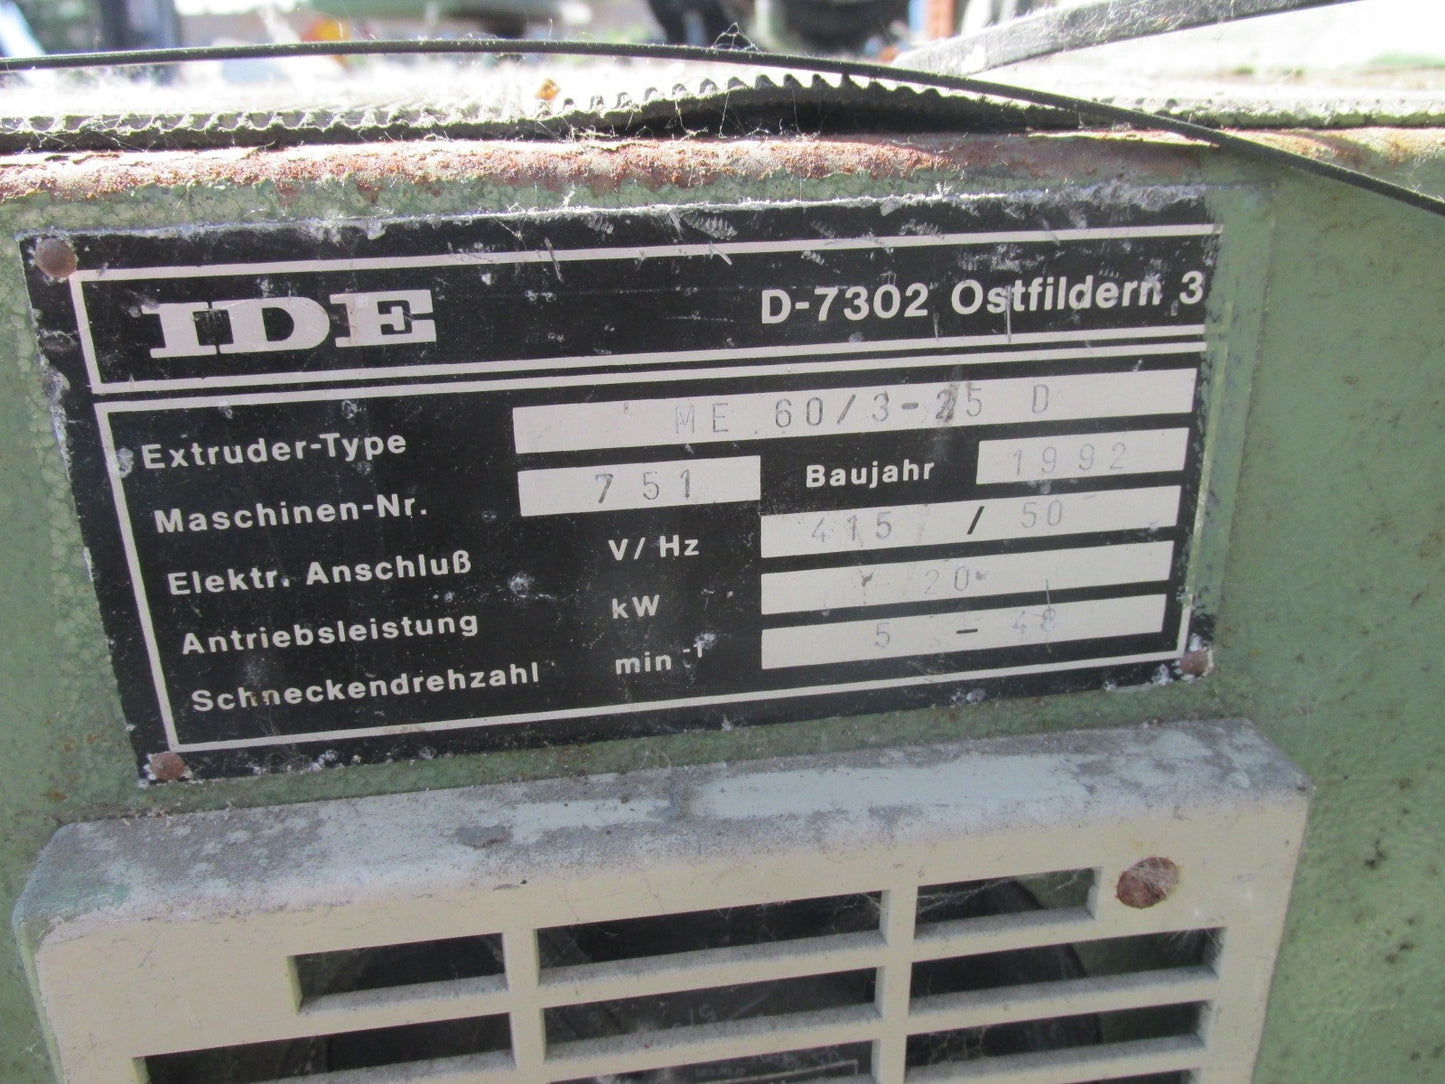 IDE D-7302 Ostfildern 3
Extruder-Type ME 60/3-25 D
Maschinen-Nr. 751 Baujahr 1992
Elektr. Anschluß V/Hz 415 / 50
Antriebsleistung kW 20
Schneckendrehzahl min⁻¹ 5 - 48